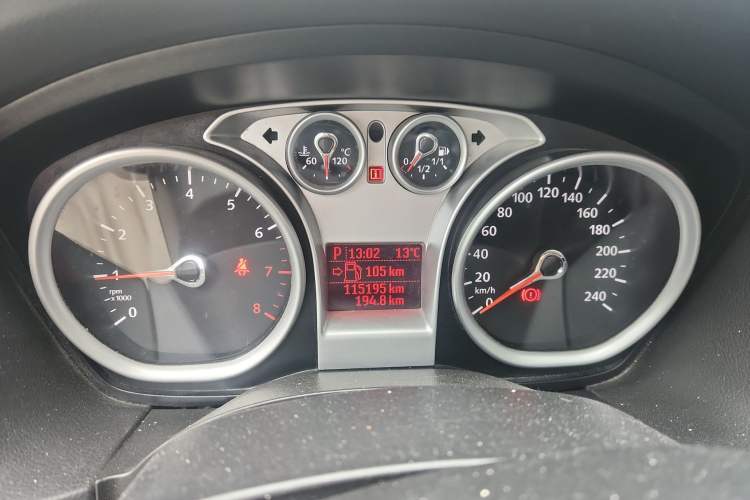 60 °C 120
0 1/2 1/1
0 1 2 3 4 5 6 7 8
rpm
x1000
P 13:02 13°C
105 km
115195 km
194.8 km
0 20 40 60 80 100 120 140 160 180 200 220 240
km/h